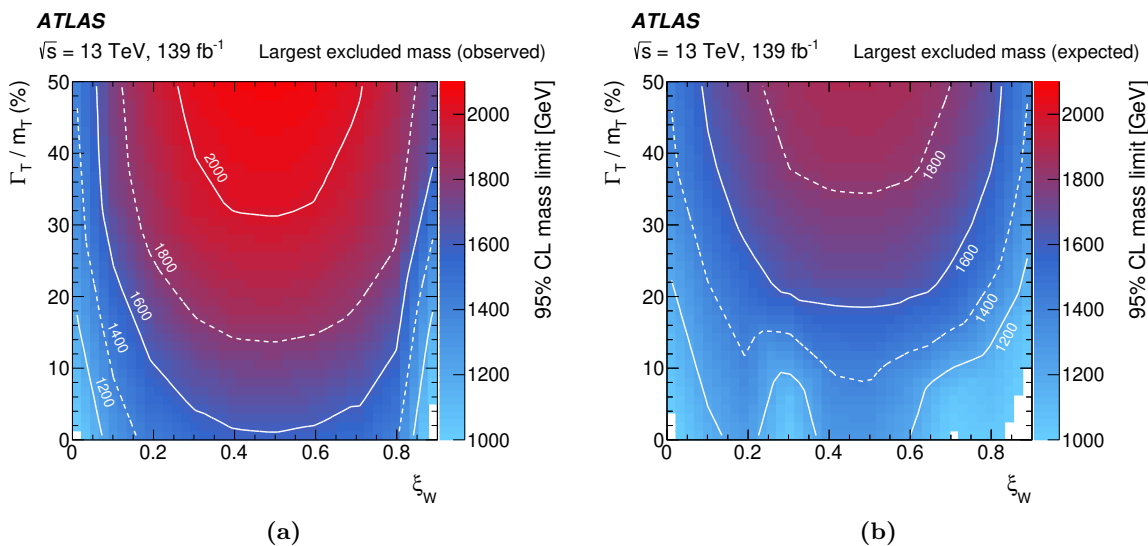 ATLAS
√s = 13 TeV, 139 fb⁻¹ Largest excluded mass (observed)
Γ_T / m_T (%)
50
40
30
20
10
0
0 0.2 0.4 0.6 0.8
ξ_W
2000
1800
1600
1400
1200
2000
1800
1600
1400
1200
1000
95% CL mass limit [GeV]
(a)
ATLAS
√s = 13 TeV, 139 fb⁻¹ Largest excluded mass (expected)
Γ_T / m_T (%)
50
40
30
20
10
0
0 0.2 0.4 0.6 0.8
ξ_W
1800
1600
1400
1200
2000
1800
1600
1400
1200
1000
95% CL mass limit [GeV]
(b)